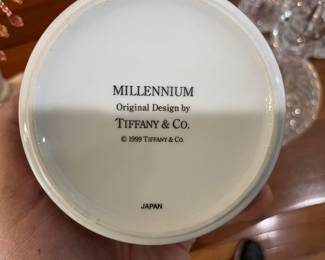 MILLENNIUM
Original Design by
TIFFANY & CO.
© 1999 TIFFANY & CO.
JAPAN